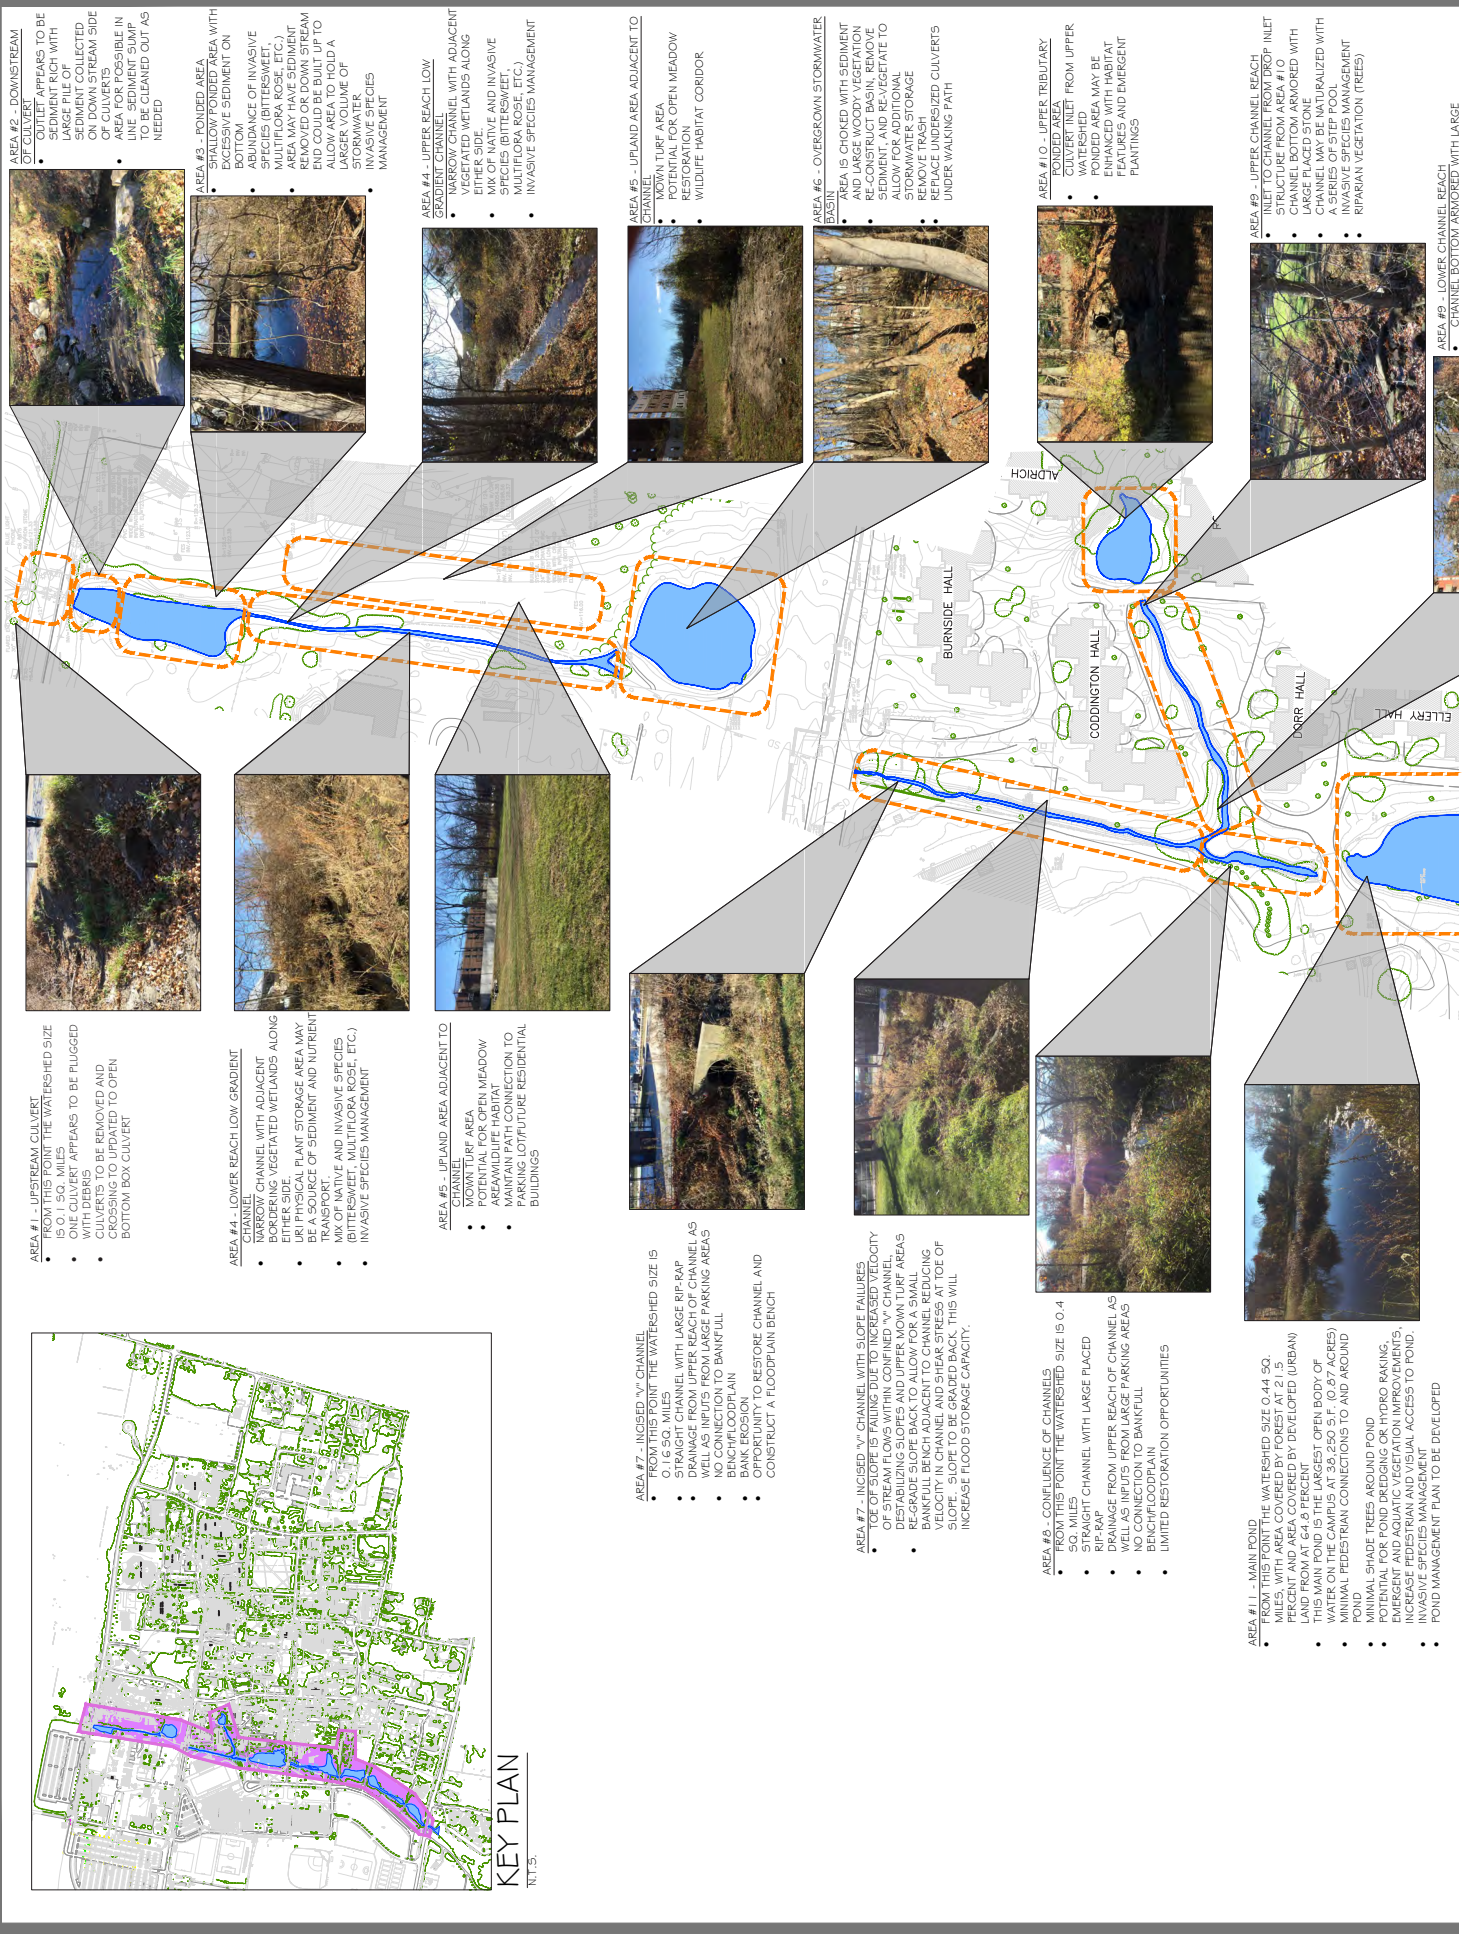 AREA #1 - UPSTREAM CULVERT
• FROM THIS POINT THE WATERSHED SIZE
IS 0.1 SQ. MILES
• ONE CULVERT APPEARS TO BE PLUGGED
WITH DEBRIS
• CULVERTS TO BE REMOVED AND
CROSSING TO UPDATED TO OPEN
BOTTOM BOX CULVERT
AREA #2 - DOWNSTREAM
OF CULVERT
• OUTLET APPEARS TO BE
SEDIMENT RICH WITH
LARGE PILE OF
SEDIMENT COLLECTED
ON DOWN STREAM SIDE
OF CULVERTS
• AREA FOR POSSIBLE IN
LINE SEDIMENT SUMP
TO BE CLEANED OUT AS
NEEDED
AREA #3 - PONDED AREA
• SHALLOW PONDED AREA WITH
EXCESSIVE SEDIMENT ON
BOTTOM
• ABUNDANCE OF INVASIVE
SPECIES (BITTERSWEET,
MULTIFLORA ROSE, ETC.)
• AREA MAY HAVE SEDIMENT
REMOVED OR DOWN STREAM
END COULD BE BUILT UP TO
ALLOW AREA TO HOLD A
LARGER VOLUME OF
STORMWATER
• INVASIVE SPECIES
MANAGEMENT
AREA #4 - UPPER REACH LOW
GRADIENT CHANNEL
• NARROW CHANNEL WITH ADJACENT
VEGETATED WETLANDS ALONG
EITHER SIDE.
• MIX OF NATIVE AND INVASIVE
SPECIES (BITTERSWEET,
MULTIFLORA ROSE, ETC.)
• INVASIVE SPECIES MANAGEMENT
AREA #4 - LOWER REACH LOW GRADIENT
CHANNEL
• NARROW CHANNEL WITH ADJACENT
BORDERING VEGETATED WETLANDS ALONG
EITHER SIDE.
• URI PHYSICAL PLANT STORAGE AREA MAY
BE A SOURCE OF SEDIMENT AND NUTRIENT
TRANSPORT.
• MIX OF NATIVE AND INVASIVE SPECIES
(BITTERSWEET, MULTIFLORA ROSE, ETC.)
• INVASIVE SPECIES MANAGEMENT
AREA #5 - UPLAND AREA ADJACENT TO
CHANNEL
• MOWN TURF AREA
• POTENTIAL FOR OPEN MEADOW
RESTORATION
• WILDLIFE HABITAT CORIDOR
AREA #5 - UPLAND AREA ADJACENT TO
CHANNEL
• MOWN TURF AREA
• POTENTIAL FOR OPEN MEADOW
AREA/WILDLIFE HABITAT
• MAINTAIN PATH CONNECTION TO
PARKING LOT/FUTURE RESIDENTIAL
BUILDINGS
AREA #6 - OVERGROWN STORMWATER
BASIN
• AREA IS CHOKED WITH SEDIMENT
AND LARGE WOODY VEGETATION
• RE-CONSTRUCT BASIN, REMOVE
SEDIMENT, AND RE-VEGETATE TO
ALLOW FOR ADDITIONAL
STORMWATER STORAGE
• REMOVE TRASH
• REPLACE UNDERSIZED CULVERTS
UNDER WALKING PATH
AREA #7 - INCISED "V" CHANNEL
• FROM THIS POINT THE WATERSHED SIZE IS
0.16 SQ. MILES
• STRAIGHT CHANNEL WITH LARGE RIP-RAP
• DRAINAGE FROM UPPER REACH OF CHANNEL AS
WELL AS INPUTS FROM LARGE PARKING AREAS
• NO CONNECTION TO BANKFULL
BENCH/FLOODPLAIN
• BANK EROSION
• OPPORTUNITY TO RESTORE CHANNEL AND
CONSTRUCT A FLOODPLAIN BENCH
AREA #7 - INCISED "V" CHANNEL WITH SLOPE FAILURES
• TOE OF SLOPE IS FAILING DUE TO INCREASED VELOCITY
OF STREAM FLOWS WITHIN CONFINED "V" CHANNEL,
DESTABILIZING SLOPES AND UPPER MOWN TURF AREAS
• RE-GRADE SLOPE BACK TO ALLOW FOR A SMALL
BANKFULL BENCH ADJACENT TO CHANNEL REDUCING
VELOCITY IN CHANNEL AND SHEAR STRESS AT TOE OF
SLOPE. SLOPE TO BE GRADED BACK, THIS WILL
INCREASE FLOOD STORAGE CAPACITY.
AREA #8 - CONFLUENCE OF CHANNELS
• FROM THIS POINT THE WATERSHED SIZE IS 0.4
SQ. MILES
• STRAIGHT CHANNEL WITH LARGE PLACED
RIP-RAP
• DRAINAGE FROM UPPER REACH OF CHANNEL AS
WELL AS INPUTS FROM LARGE PARKING AREAS
• NO CONNECTION TO BANKFULL
BENCH/FLOODPLAIN
• LIMITED RESTORATION OPPORTUNITIES
AREA #10 - UPPER TRIBUTARY
PONDED AREA
• CULVERT INLET FROM UPPER
WATERSHED
• PONDED AREA MAY BE
ENHANCED WITH HABITAT
FEATURES AND EMERGENT
PLANTINGS
AREA #9 - UPPER CHANNEL REACH
• INLET TO CHANNEL FROM DROP INLET
STRUCTURE FROM AREA #10
• CHANNEL BOTTOM ARMORED WITH
LARGE PLACED STONE
• CHANNEL MAY BE NATURALIZED WITH
A SERIES OF STEP POOL
• INVASIVE SPECIES MANAGEMENT
• RIPARIAN VEGETATION (TREES)
AREA #9 - LOWER CHANNEL REACH
• CHANNEL BOTTOM ARMORED WITH LARGE
AREA #11 - MAIN POND
• FROM THIS POINT THE WATERSHED SIZE 0.44 SQ.
MILES, WITH AREA COVERED BY FOREST AT 21.5
PERCENT AND AREA COVERED BY DEVELOPED (URBAN)
LAND FROM AT 64.8 PERCENT
• THIS MAIN POND IS THE LARGEST OPEN BODY OF
WATER ON THE CAMPUS AT 38,250 S.F. (0.87 ACRES)
• MINIMAL PEDESTRIAN CONNECTIONS TO AND AROUND
POND
• MINIMAL SHADE TREES AROUND POND
• POTENTIAL FOR POND DREDGING OR HYDRO RAKING,
EMERGENT AND AQUATIC VEGETATION IMPROVEMENTS,
INCREASE PEDESTRIAN AND VISUAL ACCESS TO POND.
• INVASIVE SPECIES MANAGEMENT
• POND MANAGEMENT PLAN TO BE DEVELOPED
ALDRICH
BURNSIDE HALL
CODDINGTON HALL
DORR HALL
ELLERY HALL
KEY PLAN
N.T.S.